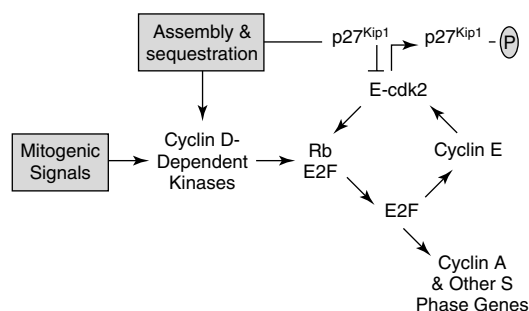 Assembly &
sequestration
p27Kip1
p27Kip1
P
E-cdk2
Mitogenic
Signals
Cyclin D-
Dependent
Kinases
Rb
E2F
Cyclin E
E2F
Cyclin A
& Other S
Phase Genes